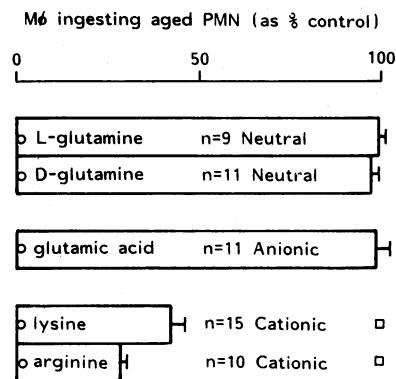 Mø ingesting aged PMN (as % control)
0 50 100
L-glutamine n=9 Neutral
D-glutamine n=11 Neutral
glutamic acid n=11 Anionic
lysine n=15 Cationic
arginine n=10 Cationic